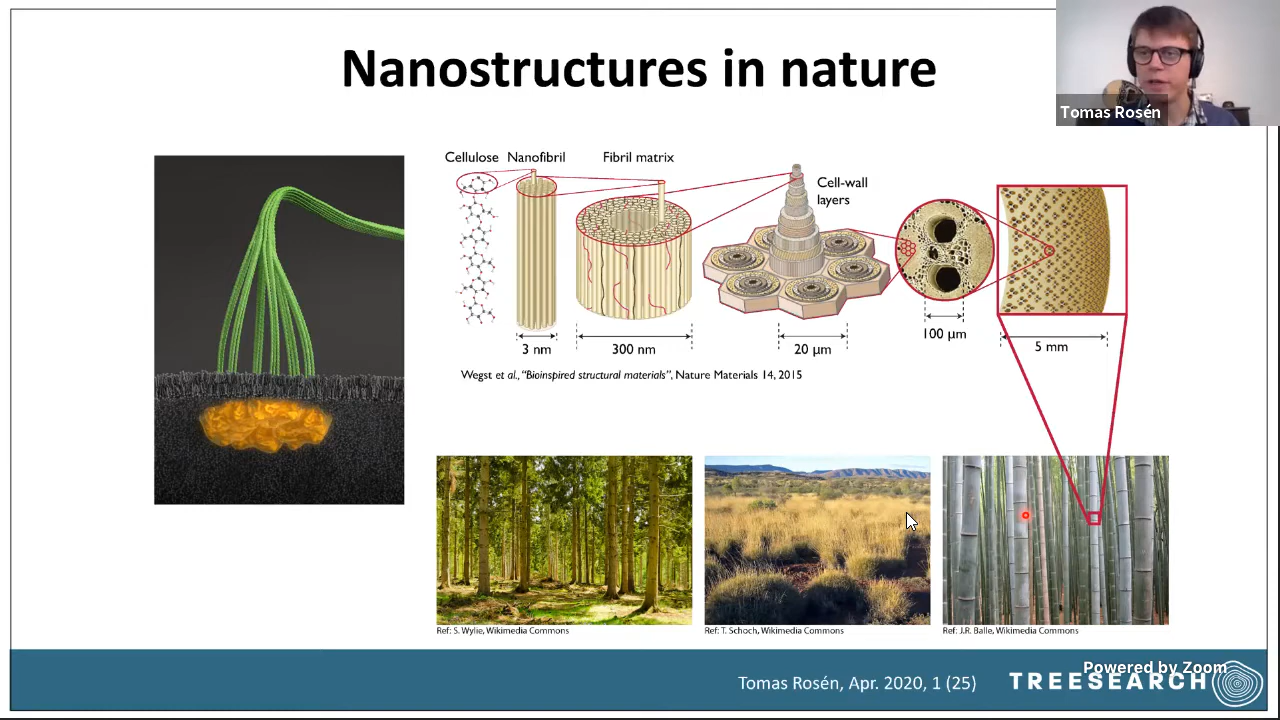 Nanostructures in nature
Tomas Rosén
Cellulose
Nanofibril
Fibril matrix
Cell-wall
layers
3 nm
300 nm
20 μm
100 μm
5 mm
Wegst et al., “Bioinspired structural materials”, Nature Materials 14, 2015
Ref: S. Wylie, Wikimedia Commons
Ref: T. Schoch, Wikimedia Commons
Ref: J.R. Balle, Wikimedia Commons
Tomas Rosén, Apr. 2020, 1 (25)
TREESEARCH
Powered by Zoom